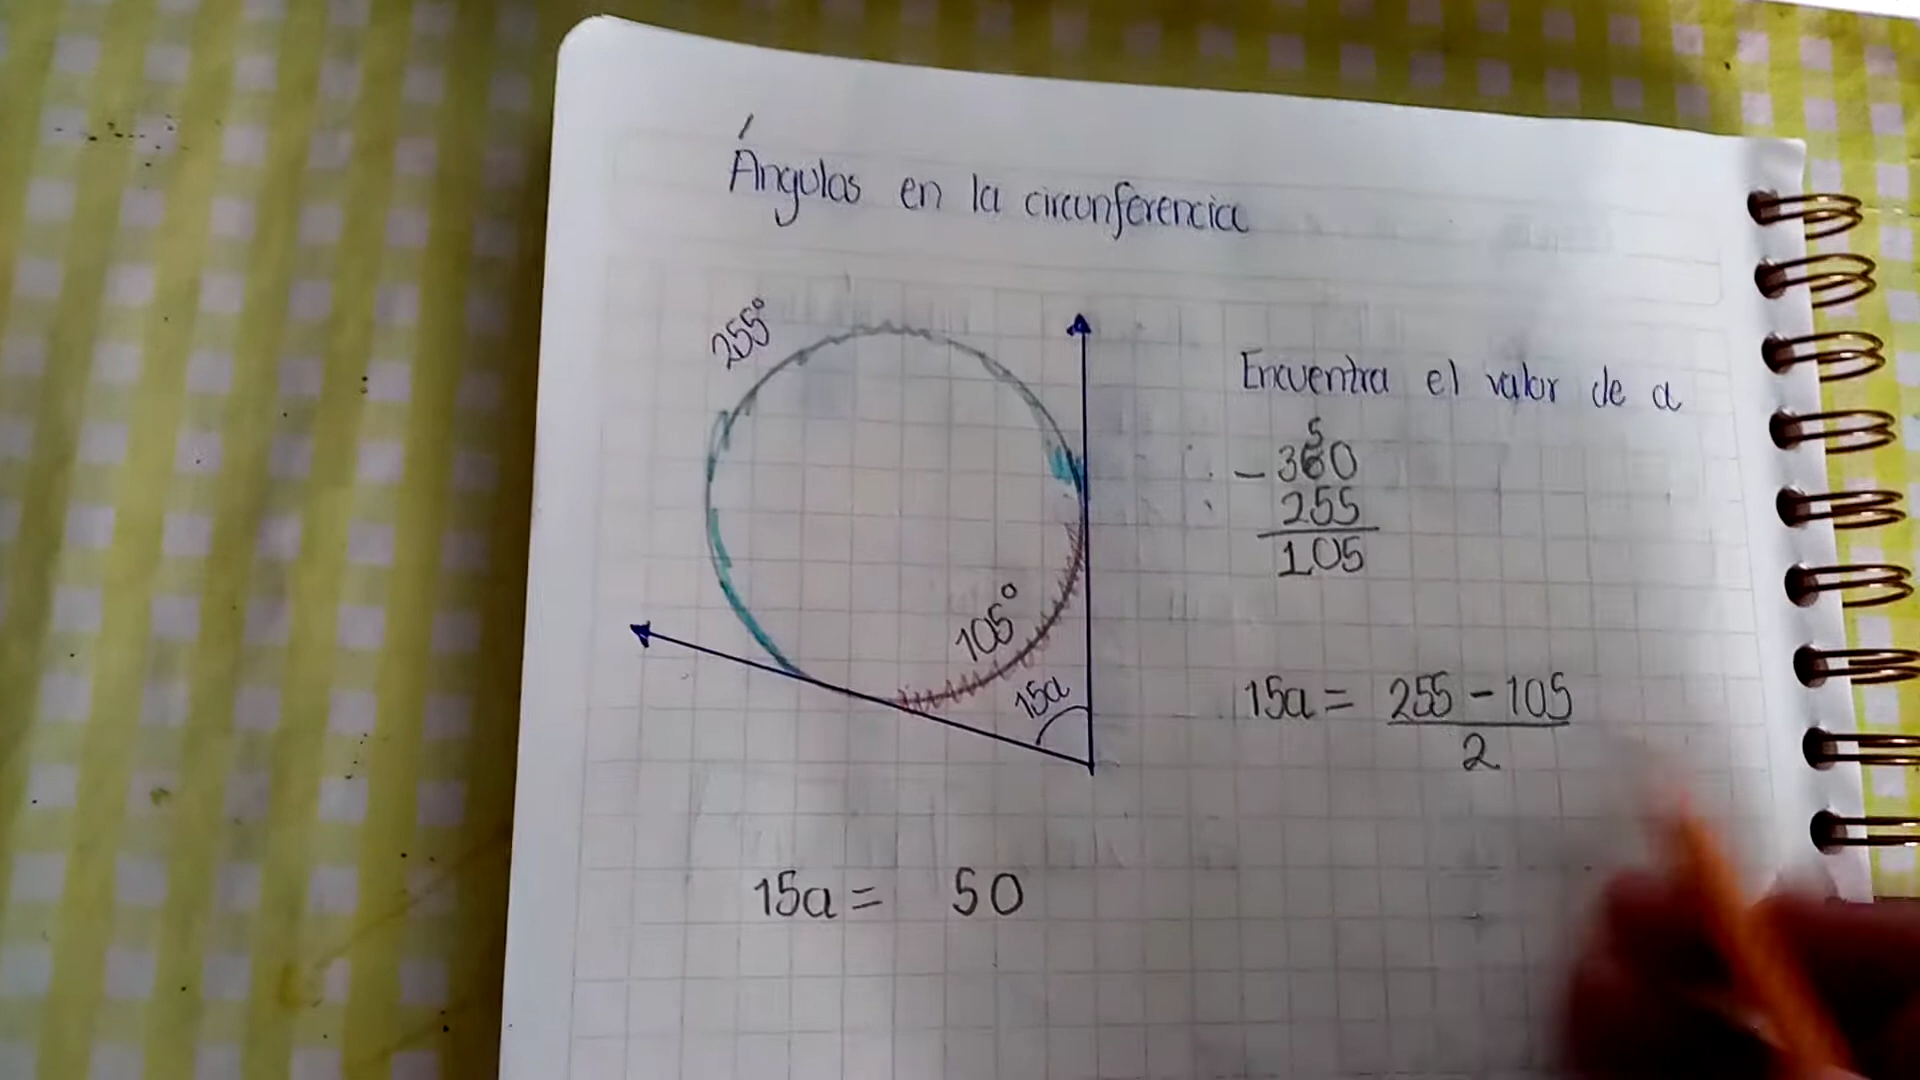 Ángulos en la circunferencia
255°
Encuentra el valor de a
5
- 360
255
105
105°
15a
15a = 255 - 105
2
15a = 50